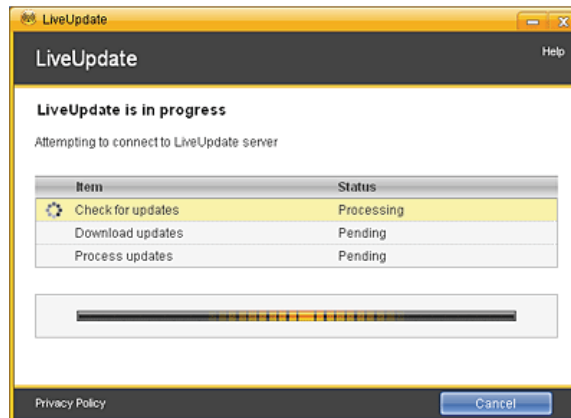 LiveUpdate
LiveUpdate
Help
LiveUpdate is in progress
Attempting to connect to LiveUpdate server
Item Status
Check for updates Processing
Download updates Pending
Process updates Pending
Privacy Policy Cancel